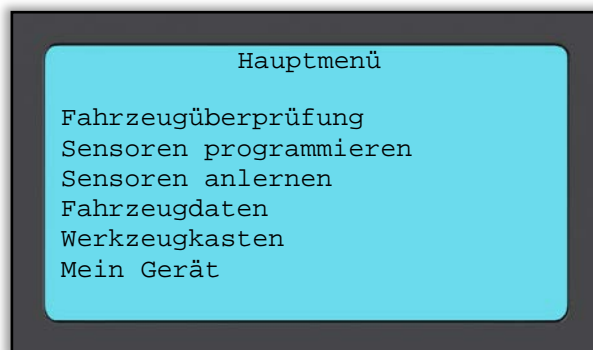 Hauptmenü
Fahrzeugüberprüfung
Sensoren programmieren
Sensoren anlernen
Fahrzeugdaten
Werkzeugkasten
Mein Gerät